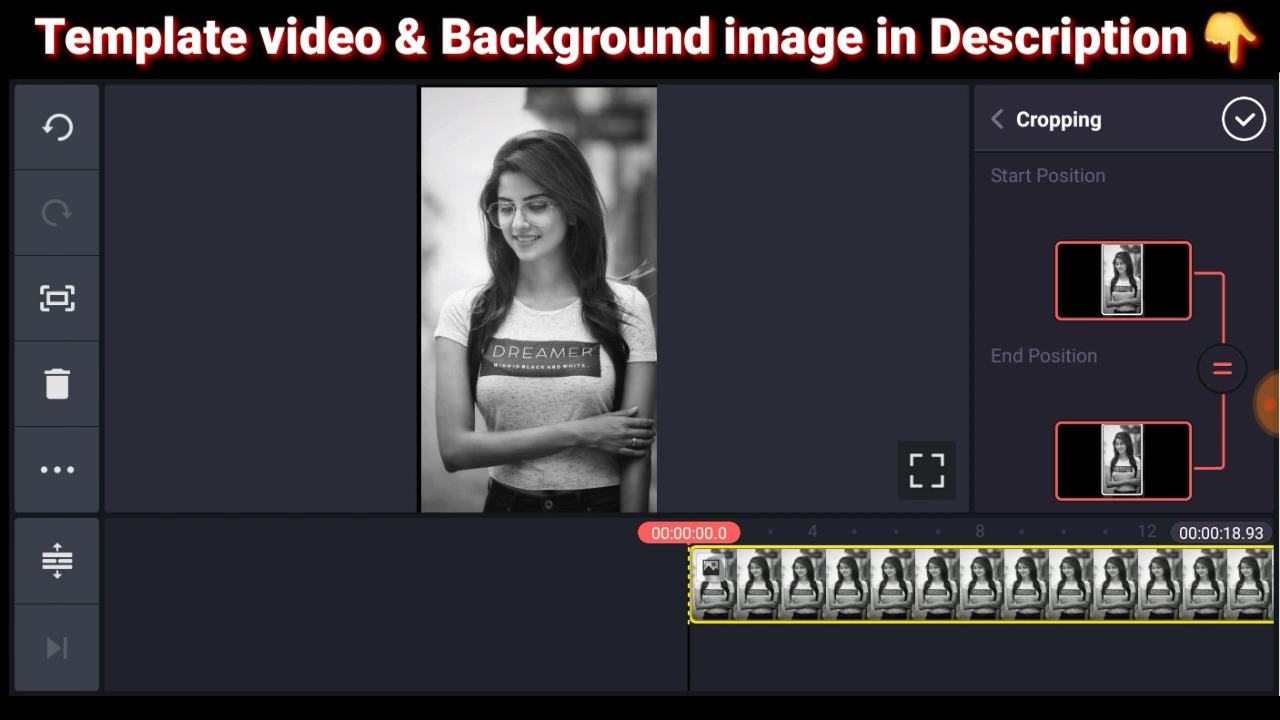 Template video & Background image in Description 👇
Cropping
Start Position
DREAMER
End Position
00:00:00.0
4
8
12
00:00:18.93